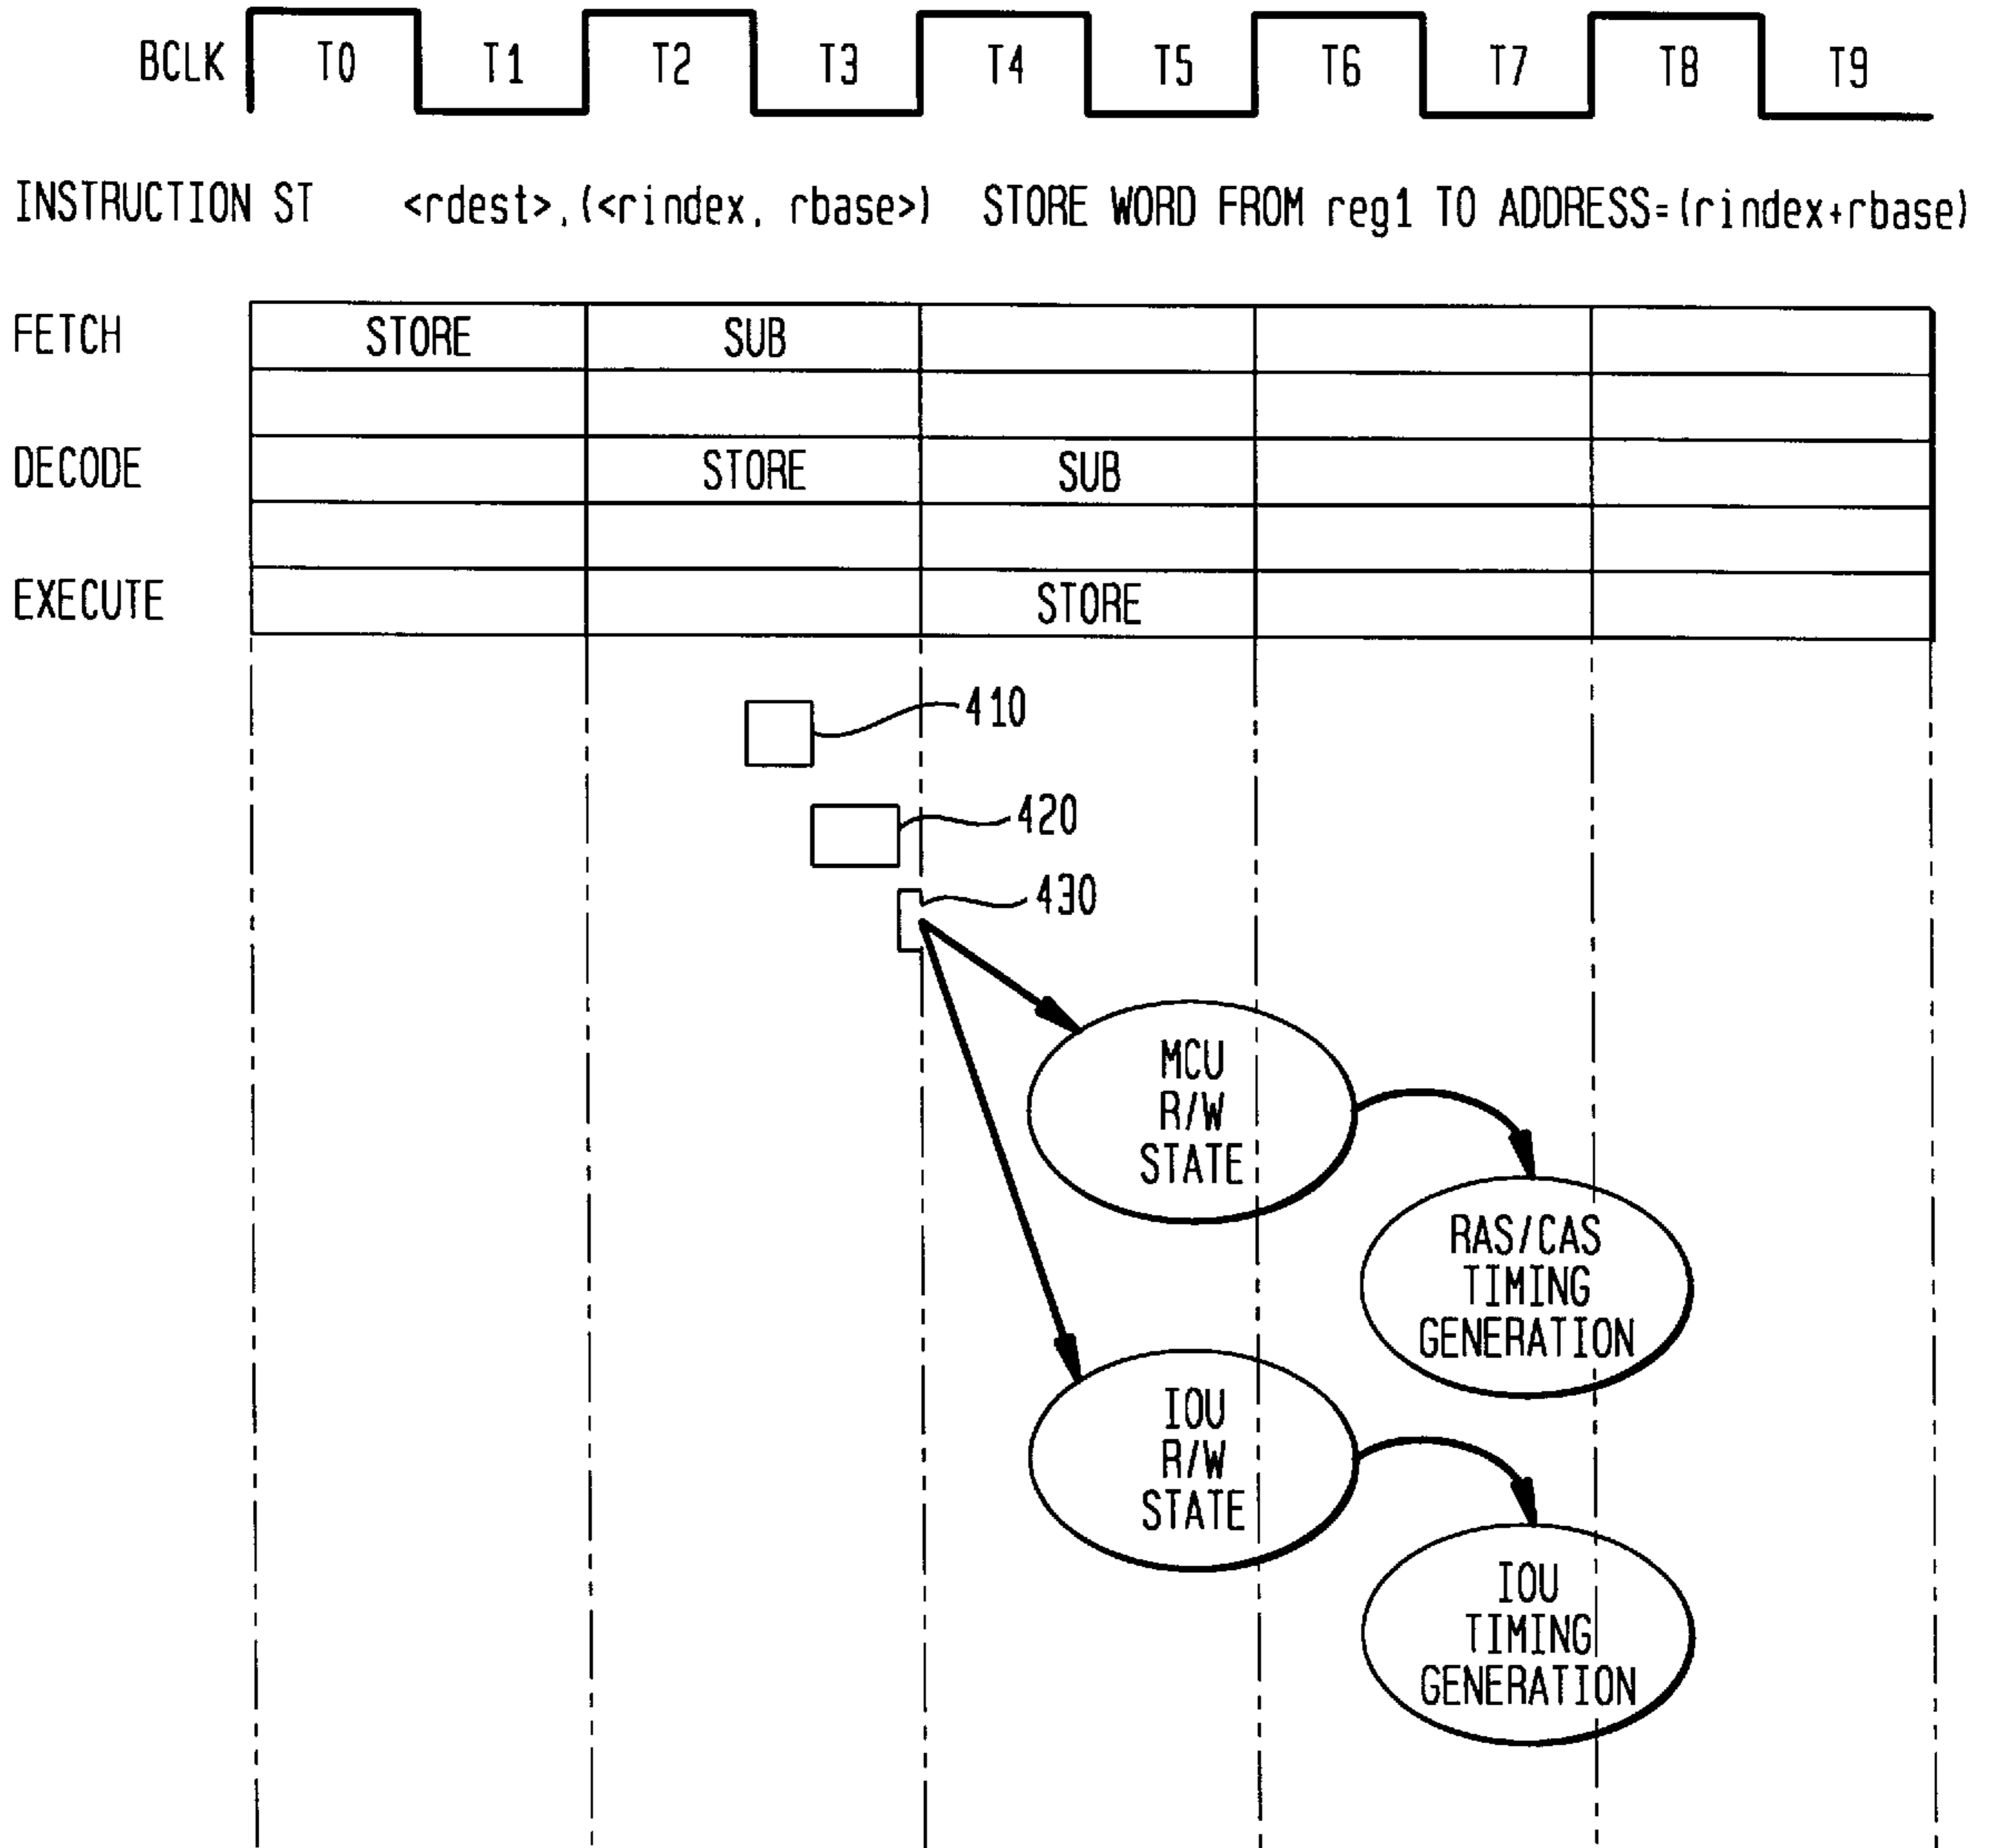 BCLK T0 T1 T2 T3 T4 T5 T6 T7 T8 T9
INSTRUCTION ST <rdest>,(<rindex, rbase>) STORE WORD FROM reg1 TO ADDRESS=(rindex+rbase)
FETCH STORE SUB
DECODE STORE SUB
EXECUTE STORE
410
420
430
MCU
R/W
STATE
RAS/CAS
TIMING
GENERATION
IOU
R/W
STATE
IOU
TIMING
GENERATION